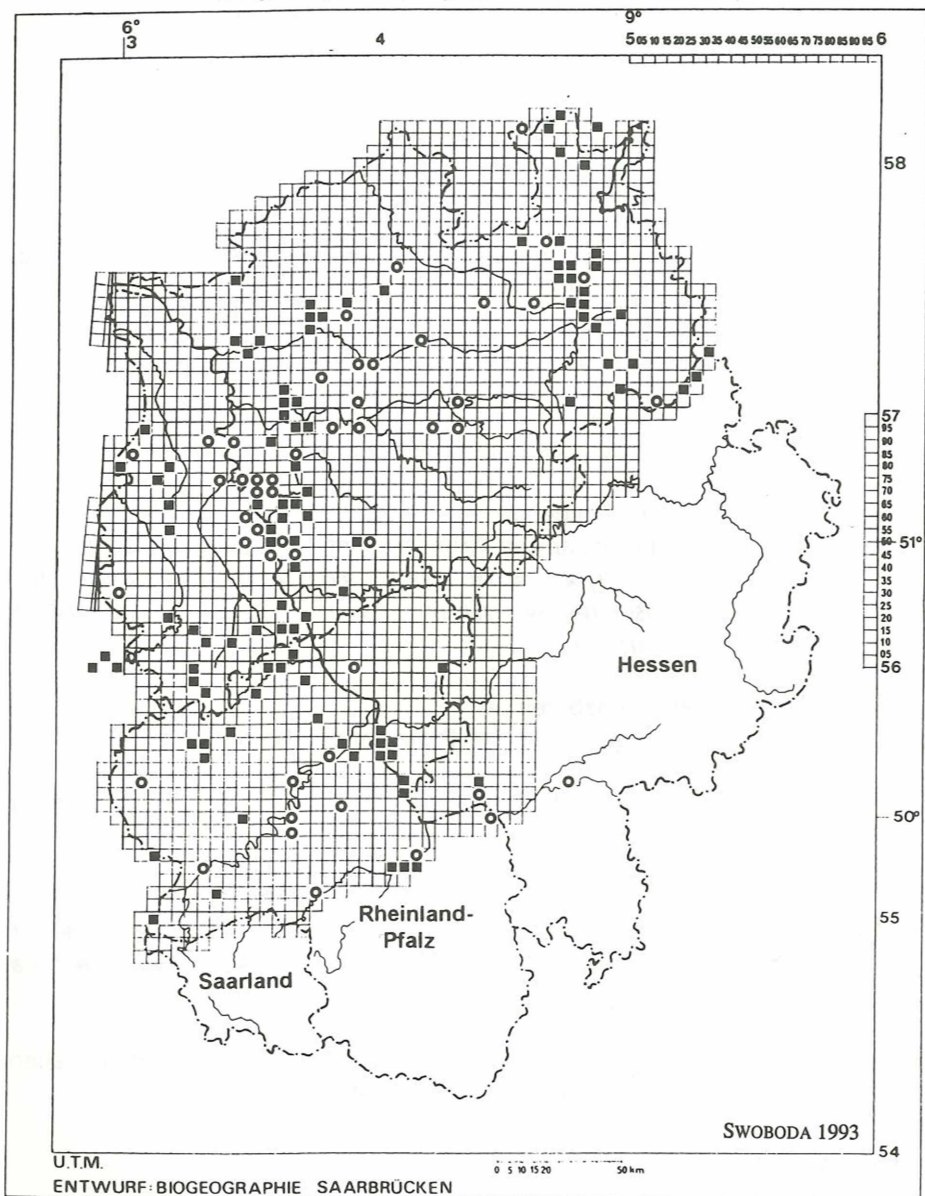 6° 9°
3 4 5 05 10 15 20 25 30 35 40 45 50 55 60 65 70 75 80 85 90 95 6
58
57
95
90
85
80
75
70
65
60
55
50 51°
45
40
35
30
25
20
15
10
05
56
Hessen
50°
Rheinland-
Pfalz
55
Saarland
SWOBODA 1993
54
U.T.M.
0 5 10 15 20 50 km
ENTWURF: BIOGEOGRAPHIE SAARBRÜCKEN